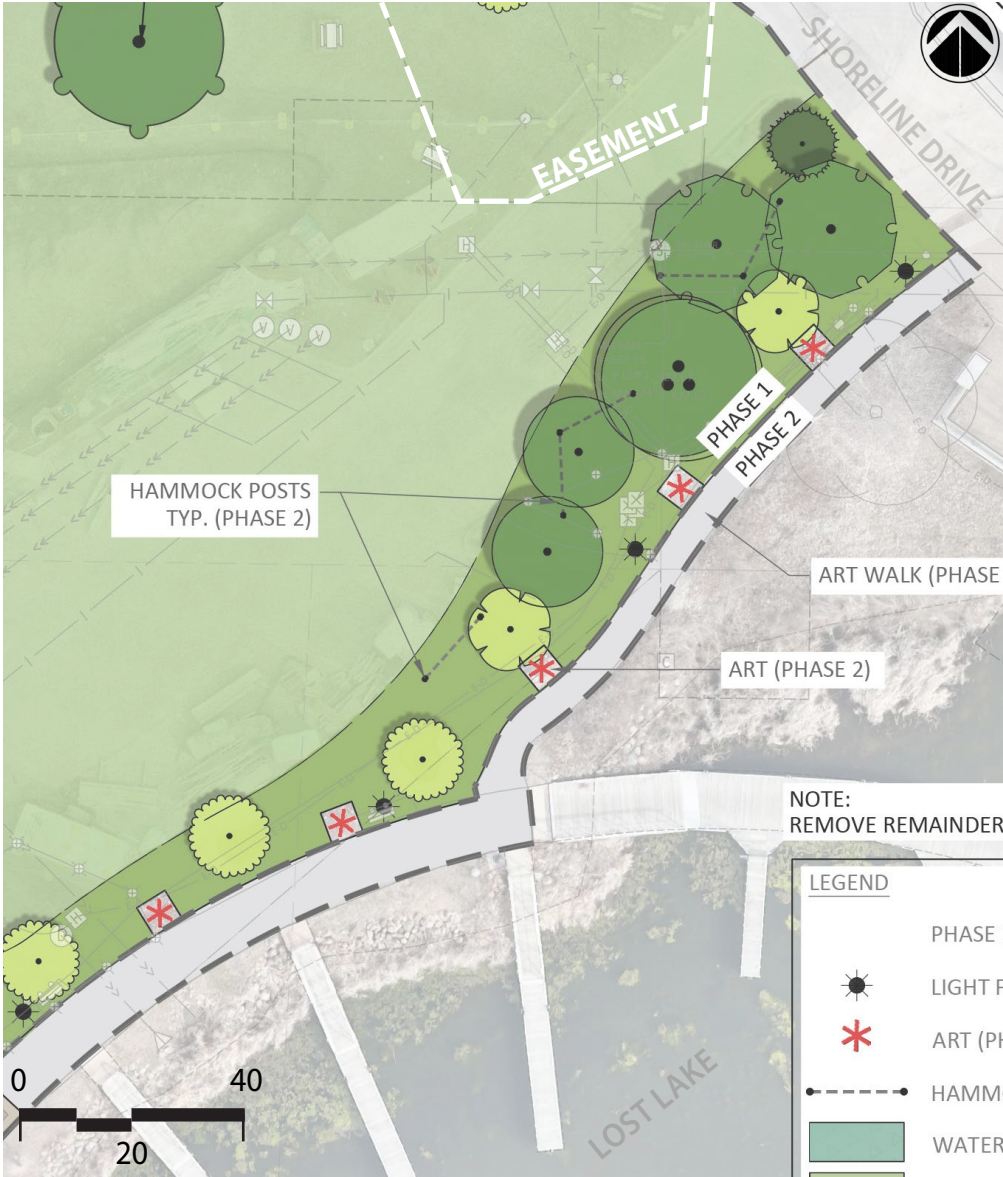 SHORELINE DRIVE
EASEMENT
PHASE 1
PHASE 2
HAMMOCK POSTS
TYP. (PHASE 2)
ART WALK (PHASE
ART (PHASE 2)
NOTE:
REMOVE REMAINDER
LEGEND
PHASE
LIGHT
ART (PH
HAMMO
WATER
0
40
20
LOST LAKE